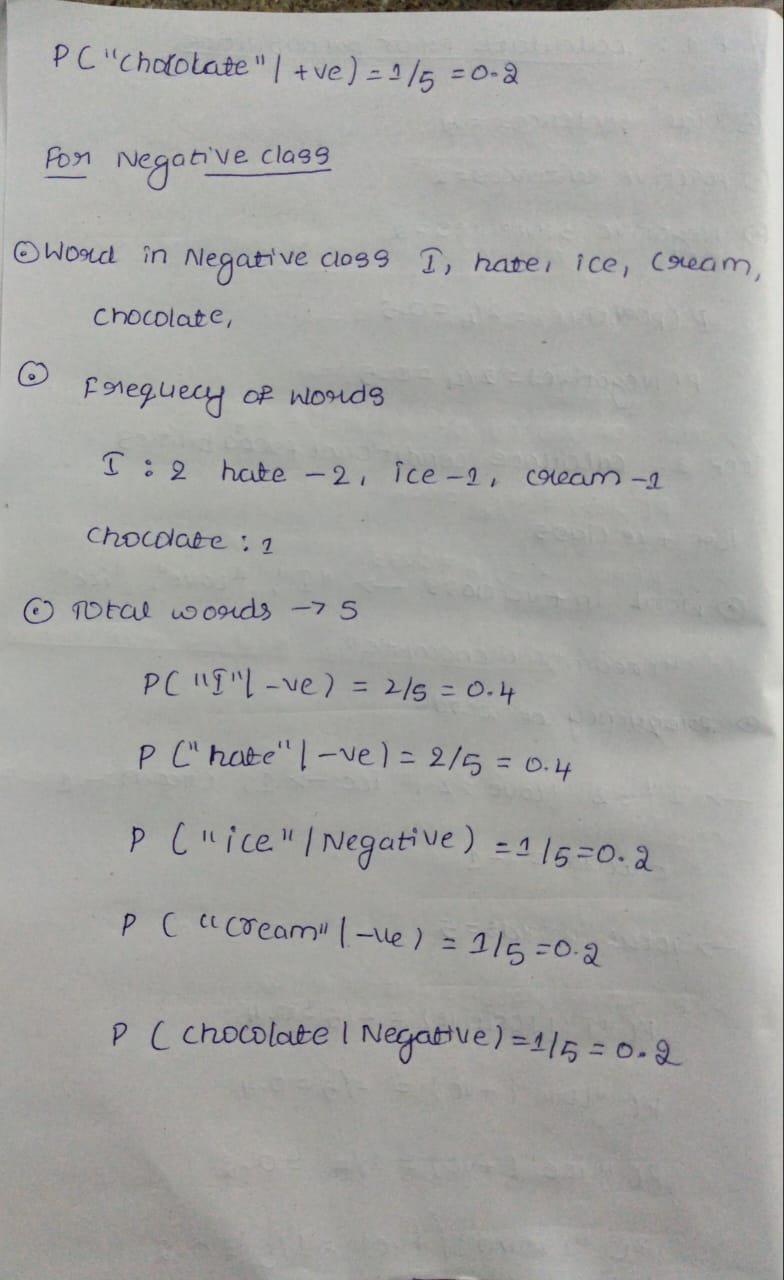 P("Chocolate" | +ve) = 1/5 = 0.2
For Negative class
⊙ Word in Negative class I, hate, ice, Cream,
Chocolate,
⊙ Frequecy of words
I : 2 hate - 2, ice - 1, cream - 1
Chocolate : 1
⊙ Total words → 5
P("I" | -ve) = 2/5 = 0.4
P("hate" | -ve) = 2/5 = 0.4
P("ice" | Negative) = 1/5 = 0.2
P("Cream" | -ve) = 1/5 = 0.2
P(chocolate | Negative) = 1/5 = 0.2